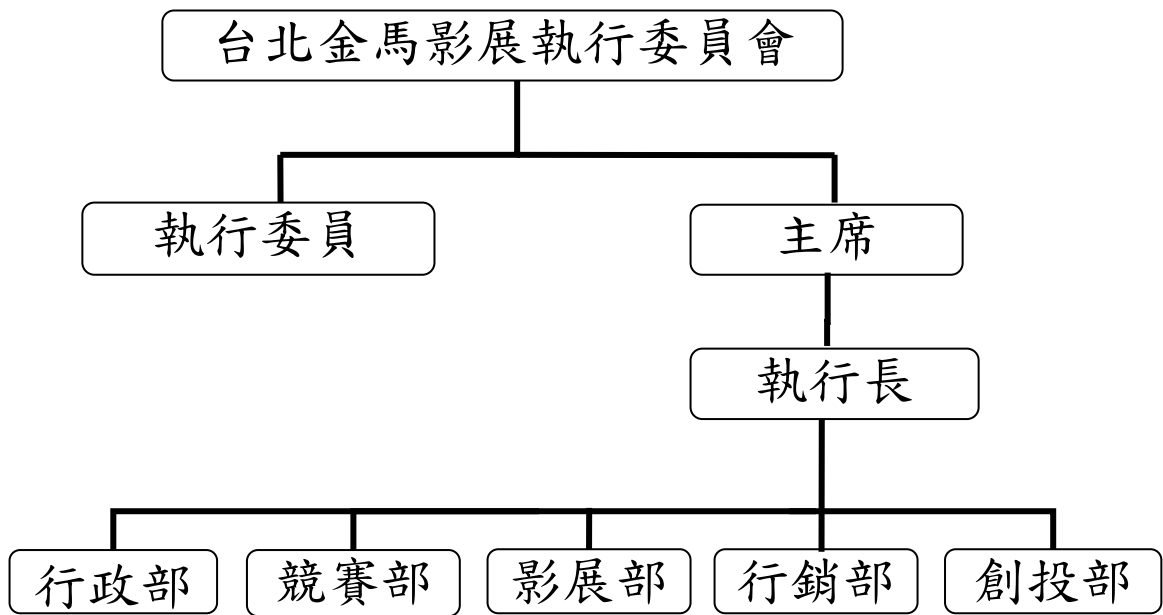 台北金馬影展執行委員會
執行委員
主席
執行長
行政部
競賽部
影展部
行銷部
創投部